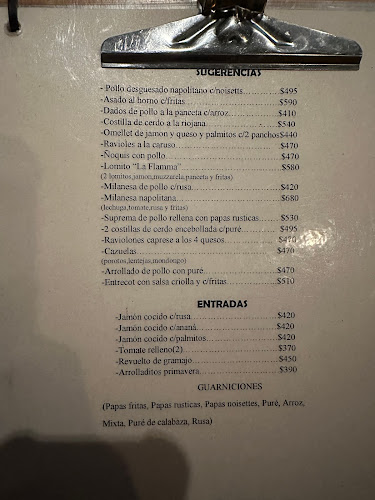 SUGERENCIAS
- Pollo desguesado napolitano c/noisetts............$495
-Asado al horno c/fritas............$590
-Dados de pollo a la panceta c/arroz............$410
-Costilla de cerdo a la riojana............$540
-Omellet de jamon y queso y palmitos c/2 panchos$440
-Ravioles a la caruso............$470
-Ñoquis con pollo............$470
-Lomito "La Flamma"............$580
(2 lomitos,jamon,muzzarela,panceta y fritas)
-Milanesa de pollo c/rusa............$420
-Milanesa napolitana............$680
(lechuga,tomate,rusa y fritas)
-Suprema de pollo rellena con papas rusticas.......$530
-2 costillas de cerdo encebollada c/puré............$495
-Raviolones caprese a los 4 quesos............
-Cazuelas............$470
(porotos,lentejas,mondongo)
-Arrollado de pollo con puré............$470
-Entrecot con salsa criolla y c/fritas............$510
ENTRADAS
-Jamón cocido c/rusa............$420
-Jamón cocido c/ananá............$420
-Jamón cocido c/palmitos............$420
-Tomate relleno(2)............$370
-Revuelto de gramajo............$450
-Arrolladitos primavera............$390
GUARNICIONES
(Papas fritas, Papas rusticas, Papas noisettes, Puré, Arroz,
Mixta, Puré de calabaza, Rusa)